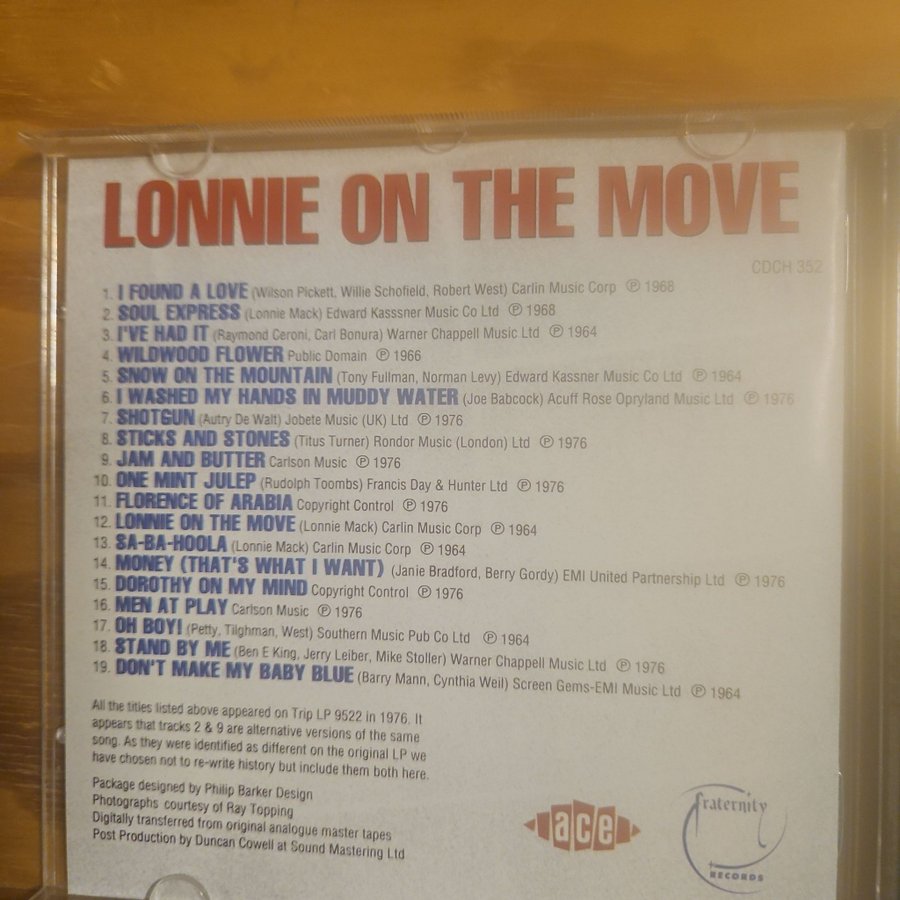 LONNIE ON THE MOVE
CDCH 352
1. I FOUND A LOVE (Wilson Pickett, Willie Schofield, Robert West) Carlin Music Corp ℗ 1968
2. SOUL EXPRESS (Lonnie Mack) Edward Kasssner Music Co Ltd ℗ 1968
3. I'VE HAD IT (Raymond Ceroni, Carl Bonura) Warner Chappell Music Ltd ℗ 1964
4. WILDWOOD FLOWER Public Domain ℗ 1966
5. SNOW ON THE MOUNTAIN (Tony Fullman, Norman Levy) Edward Kassner Music Co Ltd ℗ 1964
6. I WASHED MY HANDS IN MUDDY WATER (Joe Babcock) Acuff Rose Opryland Music Ltd ℗ 1976
7. SHOTGUN (Autry De Walt) Jobete Music (UK) Ltd ℗ 1976
8. STICKS AND STONES (Titus Turner) Rondor Music (London) Ltd ℗ 1976
9. JAM AND BUTTER Carlson Music ℗ 1976
10. ONE MINT JULEP (Rudolph Toombs) Francis Day & Hunter Ltd ℗ 1976
11. FLORENCE OF ARABIA Copyright Control ℗ 1976
12. LONNIE ON THE MOVE (Lonnie Mack) Carlin Music Corp ℗ 1964
13. SA-BA-HOOLA (Lonnie Mack) Carlin Music Corp ℗ 1964
14. MONEY (THAT'S WHAT I WANT) (Janie Bradford, Berry Gordy) EMI United Partnership Ltd ℗ 1976
15. DOROTHY ON MY MIND Copyright Control ℗ 1976
16. MEN AT PLAY Carlson Music ℗ 1976
17. OH BOY! (Petty, Tilghman, West) Southern Music Pub Co Ltd ℗ 1964
18. STAND BY ME (Ben E King, Jerry Leiber, Mike Stoller) Warner Chappell Music Ltd ℗ 1976
19. DON'T MAKE MY BABY BLUE (Barry Mann, Cynthia Weil) Screen Gems-EMI Music Ltd ℗ 1964
All the titles listed above appeared on Trip LP 9522 in 1976. It
appears that tracks 2 & 9 are alternative versions of the same
song. As they were identified as different on the original LP we
have chosen not to re-write history but include them both here.
Package designed by Philip Barker Design
Photographs courtesy of Ray Topping
Digitally transferred from original analogue master tapes
Post Production by Duncan Cowell at Sound Mastering Ltd
ace
fraternity
RECORDS